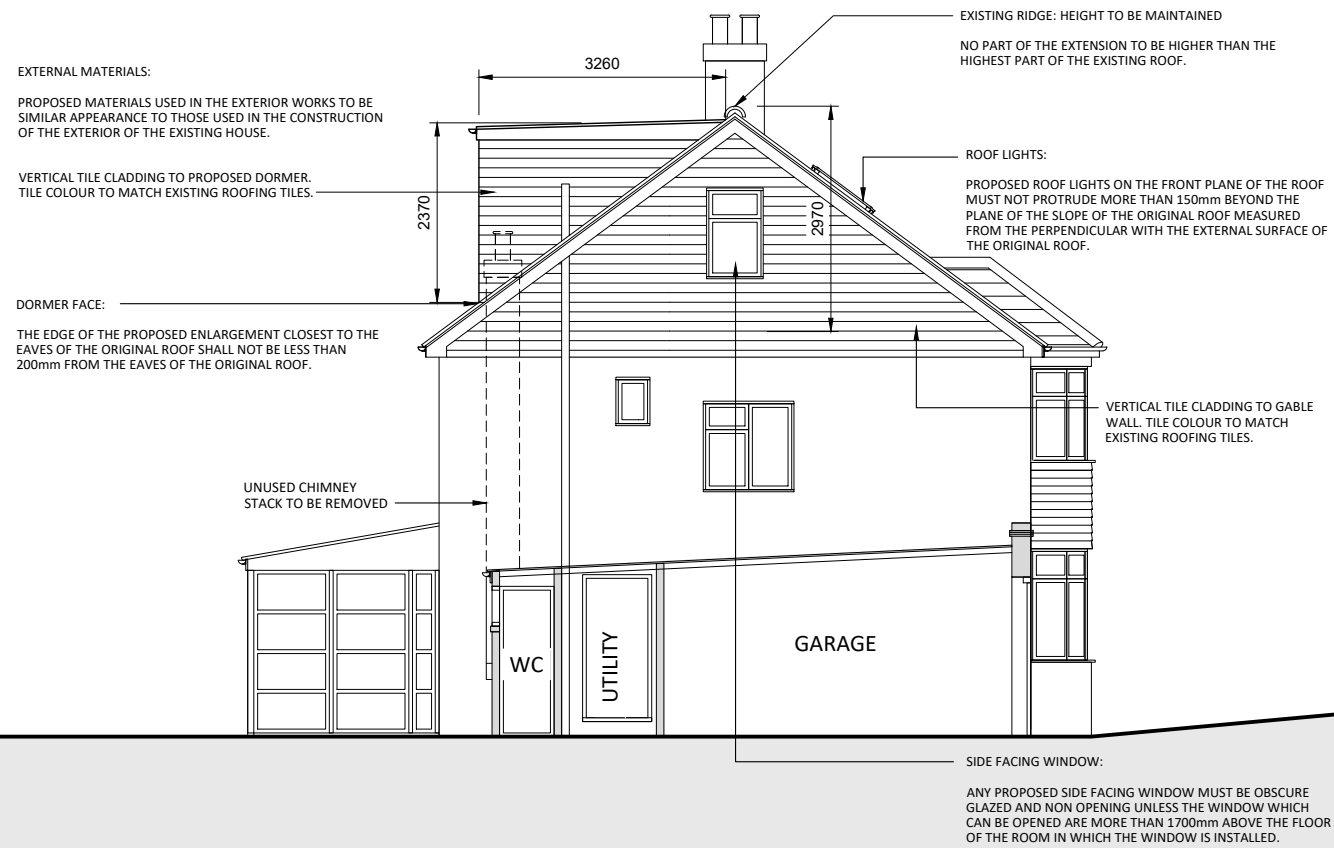 EXISTING RIDGE: HEIGHT TO BE MAINTAINED
NO PART OF THE EXTENSION TO BE HIGHER THAN THE
HIGHEST PART OF THE EXISTING ROOF.
EXTERNAL MATERIALS:
PROPOSED MATERIALS USED IN THE EXTERIOR WORKS TO BE
SIMILAR APPEARANCE TO THOSE USED IN THE CONSTRUCTION
OF THE EXTERIOR OF THE EXISTING HOUSE.
VERTICAL TILE CLADDING TO PROPOSED DORMER.
TILE COLOUR TO MATCH EXISTING ROOFING TILES.
3260
2370
2970
ROOF LIGHTS:
PROPOSED ROOF LIGHTS ON THE FRONT PLANE OF THE ROOF
MUST NOT PROTRUDE MORE THAN 150mm BEYOND THE
PLANE OF THE SLOPE OF THE ORIGINAL ROOF MEASURED
FROM THE PERPENDICULAR WITH THE EXTERNAL SURFACE OF
THE ORIGINAL ROOF.
DORMER FACE:
THE EDGE OF THE PROPOSED ENLARGEMENT CLOSEST TO THE
EAVES OF THE ORIGINAL ROOF SHALL NOT BE LESS THAN
200mm FROM THE EAVES OF THE ORIGINAL ROOF.
VERTICAL TILE CLADDING TO GABLE
WALL. TILE COLOUR TO MATCH
EXISTING ROOFING TILES.
UNUSED CHIMNEY
STACK TO BE REMOVED
WC
UTILITY
GARAGE
SIDE FACING WINDOW:
ANY PROPOSED SIDE FACING WINDOW MUST BE OBSCURE
GLAZED AND NON OPENING UNLESS THE WINDOW WHICH
CAN BE OPENED ARE MORE THAN 1700mm ABOVE THE FLOOR
OF THE ROOM IN WHICH THE WINDOW IS INSTALLED.